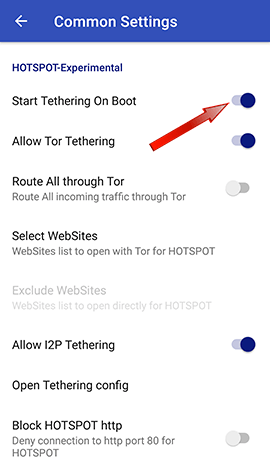 Common Settings
HOTSPOT-Experimental
Start Tethering On Boot
Allow Tor Tethering
Route All through Tor
Route All incoming traffic through Tor
Select WebSites
WebSites list to open with Tor for HOTSPOT
Exclude WebSites
WebSites list to open directly for HOTSPOT
Allow I2P Tethering
Open Tethering config
Block HOTSPOT http
Deny connection to http port 80 for
HOTSPOT